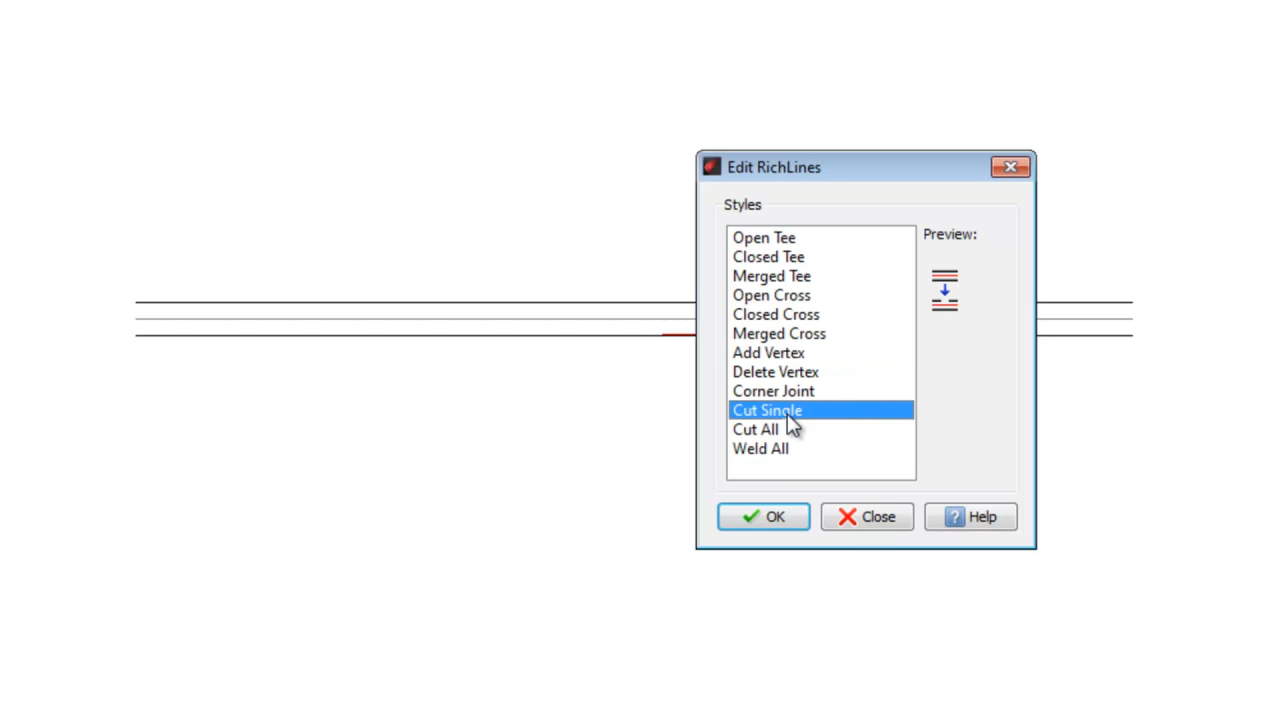 Edit RichLines
Styles
Open Tee
Closed Tee
Merged Tee
Open Cross
Closed Cross
Merged Cross
Add Vertex
Delete Vertex
Corner Joint
Cut Single
Cut All
Weld All
Preview:
OK
Close
? Help